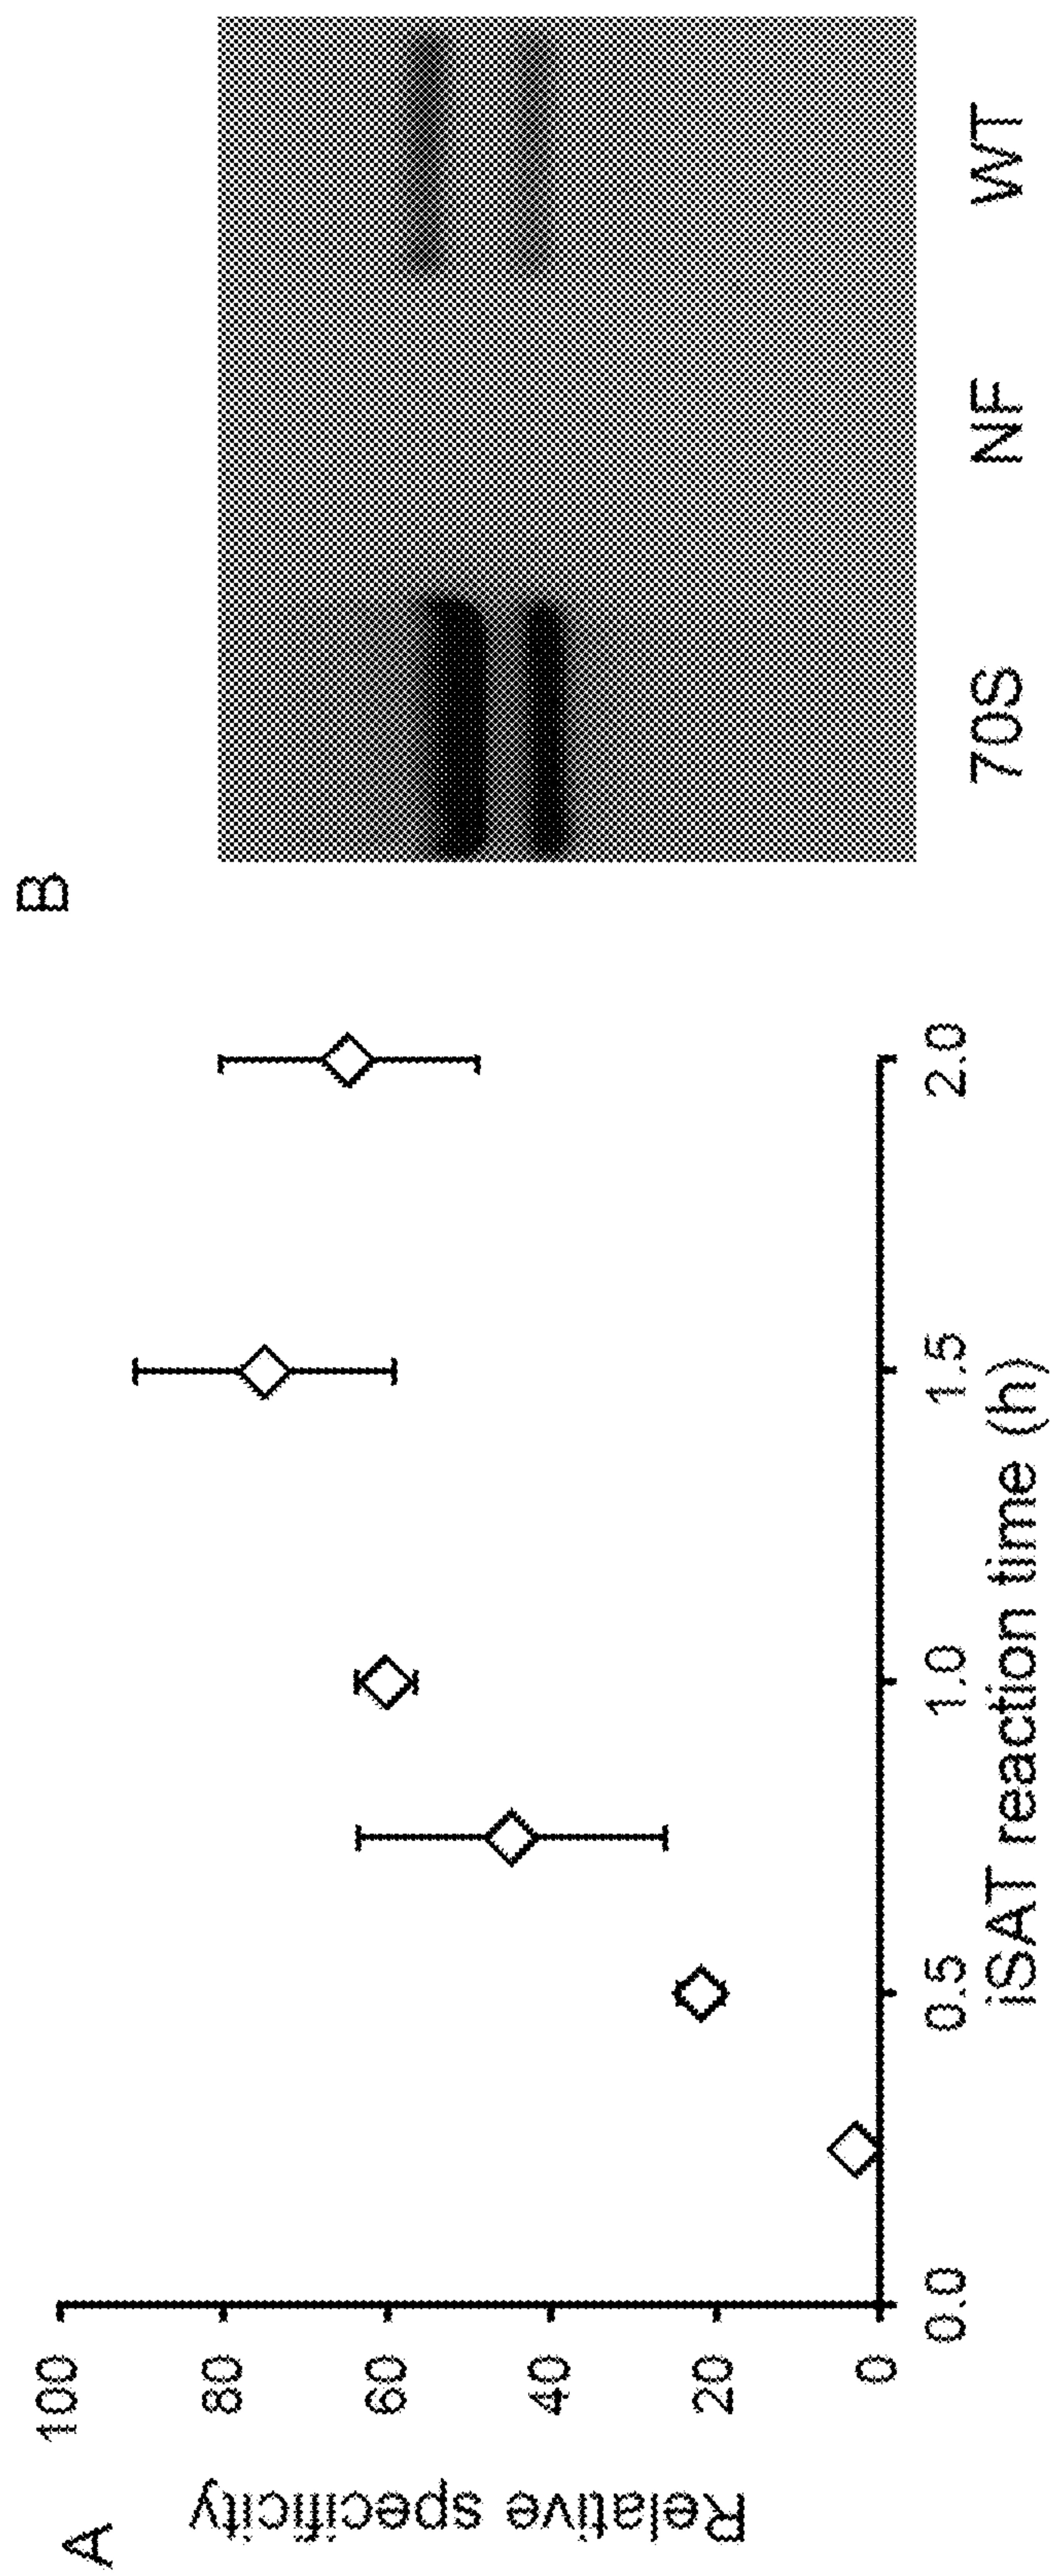 A
Relative specificity
100
80
60
40
20
0
0.0 0.5 1.0 1.5 2.0
iSAT reaction time (h)
B
70S NF WT